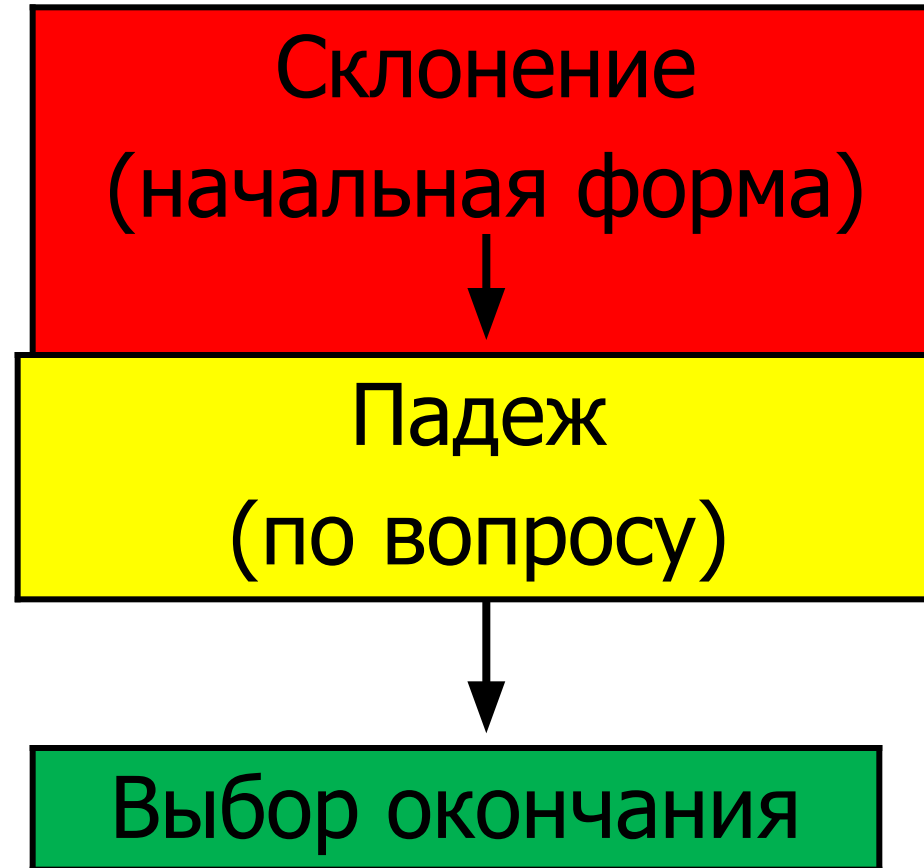 Склонение
(начальная форма)
Падеж
(по вопросу)
Выбор окончания